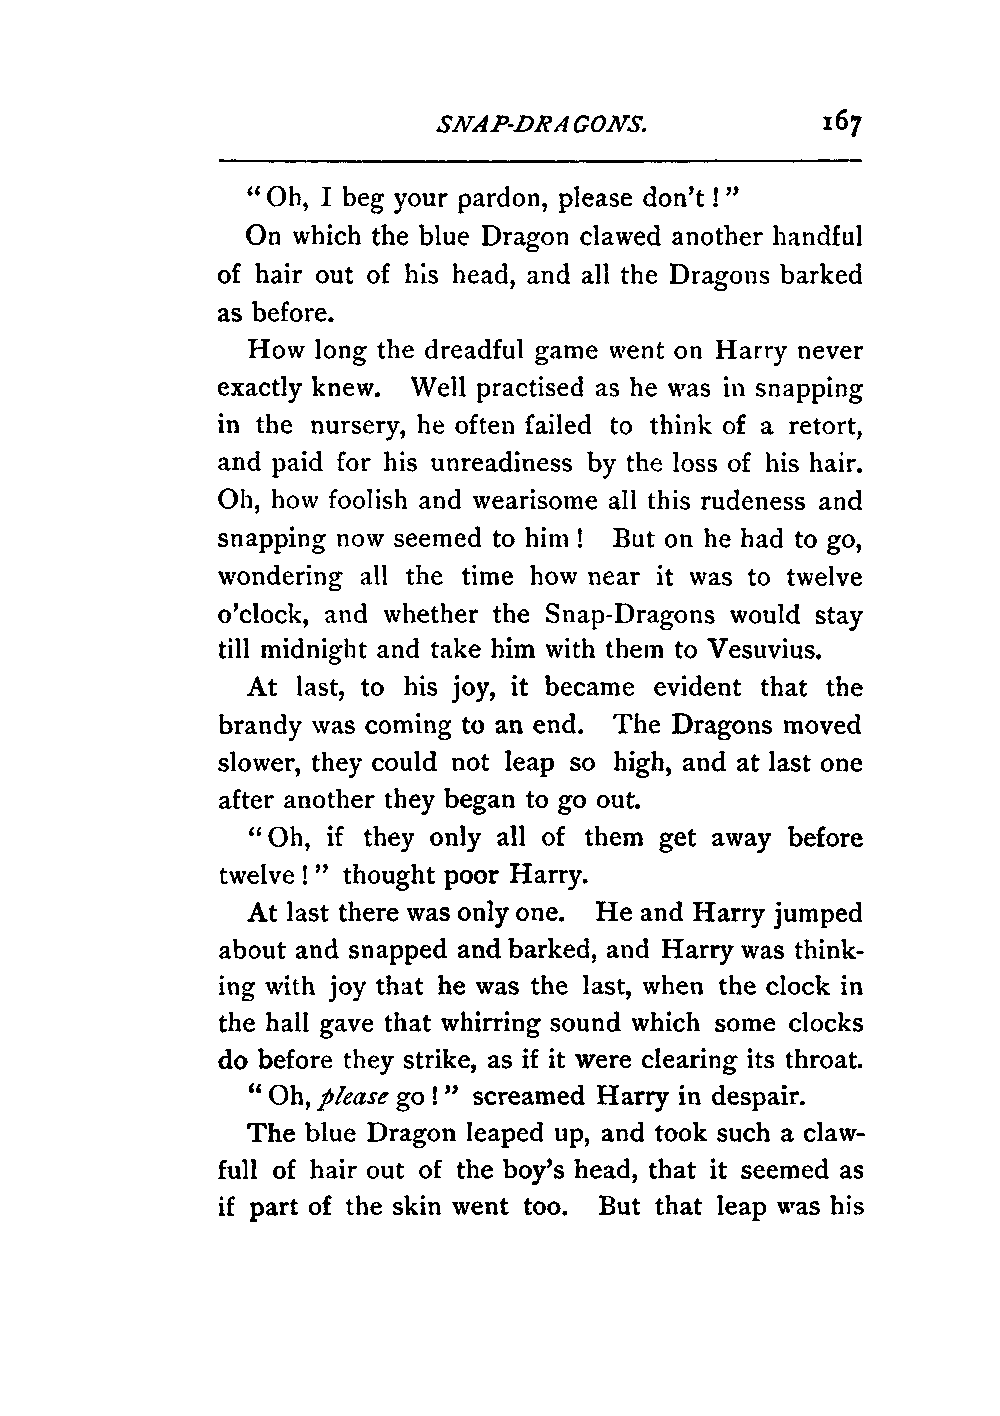 SNAP-DRAGONS. 167
"Oh, I beg your pardon, please don't!"
On which the blue Dragon clawed another handful
of hair out of his head, and all the Dragons barked
as before.
How long the dreadful game went on Harry never
exactly knew. Well practised as he was in snapping
in the nursery, he often failed to think of a retort,
and paid for his unreadiness by the loss of his hair.
Oh, how foolish and wearisome all this rudeness and
snapping now seemed to him! But on he had to go,
wondering all the time how near it was to twelve
o'clock, and whether the Snap-Dragons would stay
till midnight and take him with them to Vesuvius.
At last, to his joy, it became evident that the
brandy was coming to an end. The Dragons moved
slower, they could not leap so high, and at last one
after another they began to go out.
"Oh, if they only all of them get away before
twelve!" thought poor Harry.
At last there was only one. He and Harry jumped
about and snapped and barked, and Harry was think-
ing with joy that he was the last, when the clock in
the hall gave that whirring sound which some clocks
do before they strike, as if it were clearing its throat.
"Oh, please go!" screamed Harry in despair.
The blue Dragon leaped up, and took such a claw-
full of hair out of the boy's head, that it seemed as
if part of the skin went too. But that leap was his